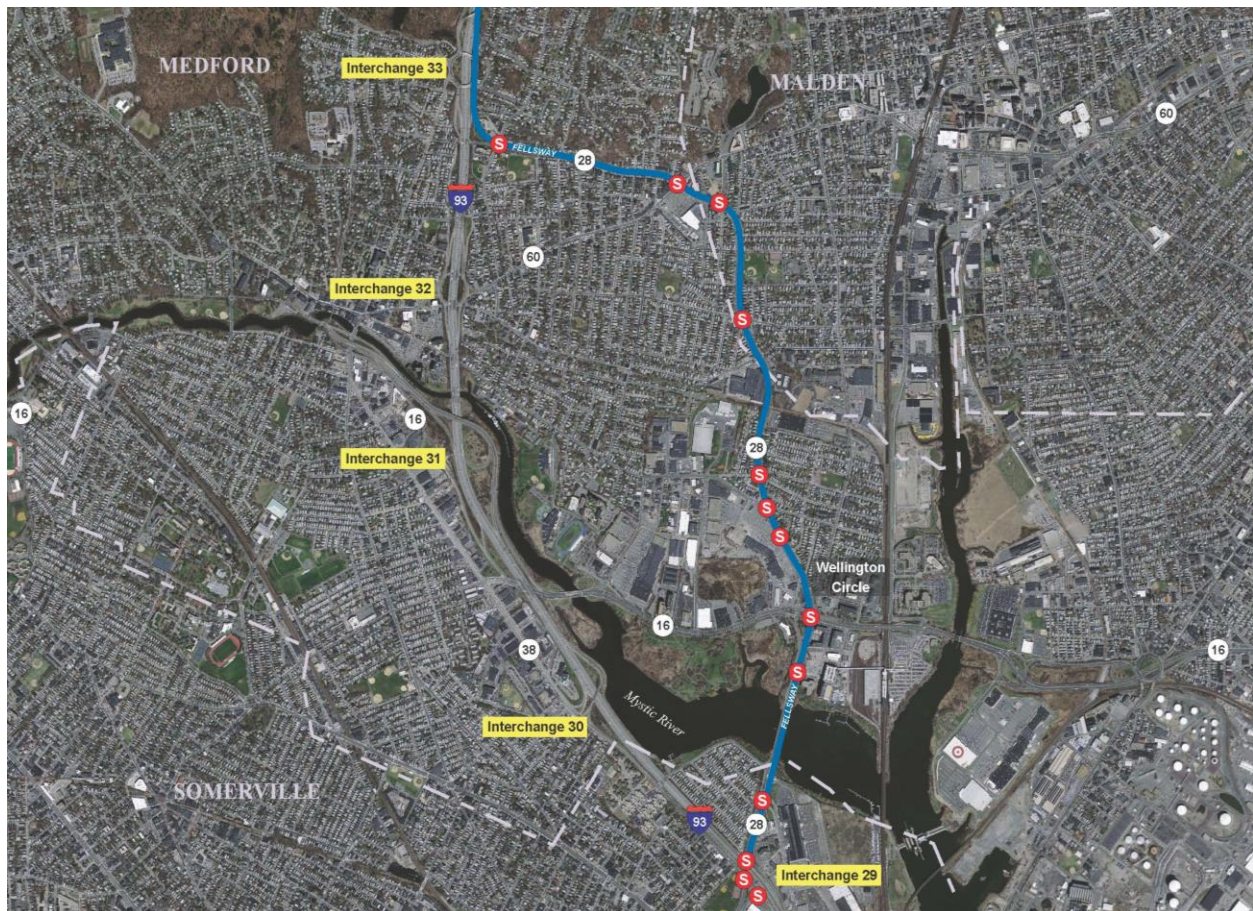 MEDFORD
Interchange 33
MALDEN
60
S
FELLSWAY
28
S
S
93
60
Interchange 32
S
16
16
28
Interchange 31
S
S
S
Wellington
Circle
S
16
38
16
S
FELLSWAY
Mystic River
Interchange 30
SOMERVILLE
S
93
28
S
Interchange 29
S
S